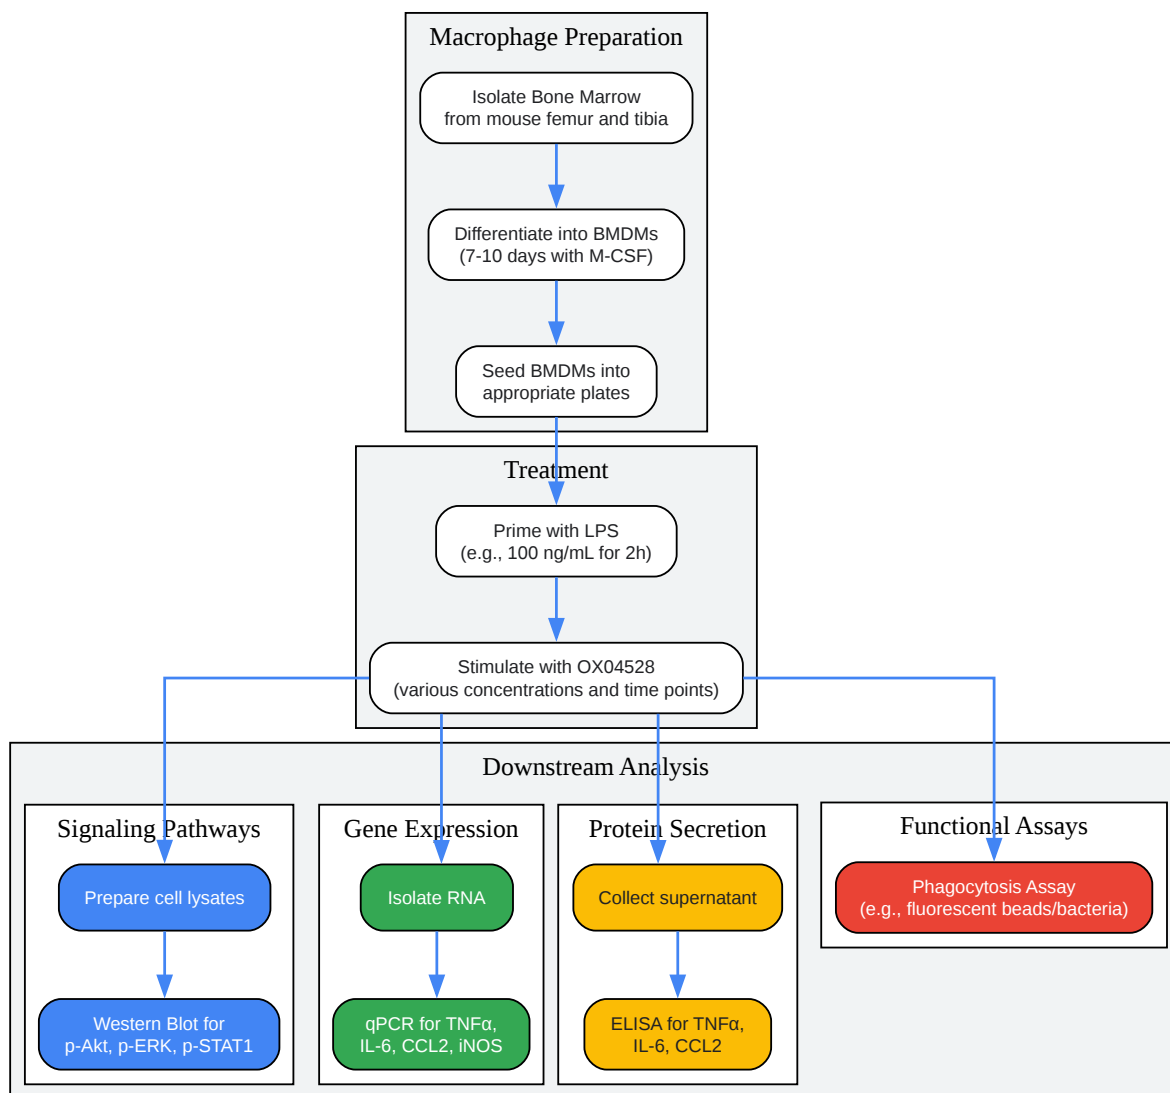 Macrophage Preparation
Isolate Bone Marrow
from mouse femur and tibia
Differentiate into BMDMs
(7-10 days with M-CSF)
Seed BMDMs into
appropriate plates
Treatment
Prime with LPS
(e.g., 100 ng/mL for 2h)
Stimulate with OX04528
(various concentrations and time points)
Downstream Analysis
Signaling Pathways
Prepare cell lysates
Western Blot for
p-Akt, p-ERK, p-STAT1
Gene Expression
Isolate RNA
qPCR for TNFα,
IL-6, CCL2, iNOS
Protein Secretion
Collect supernatant
ELISA for TNFα,
IL-6, CCL2
Functional Assays
Phagocytosis Assay
(e.g., fluorescent beads/bacteria)